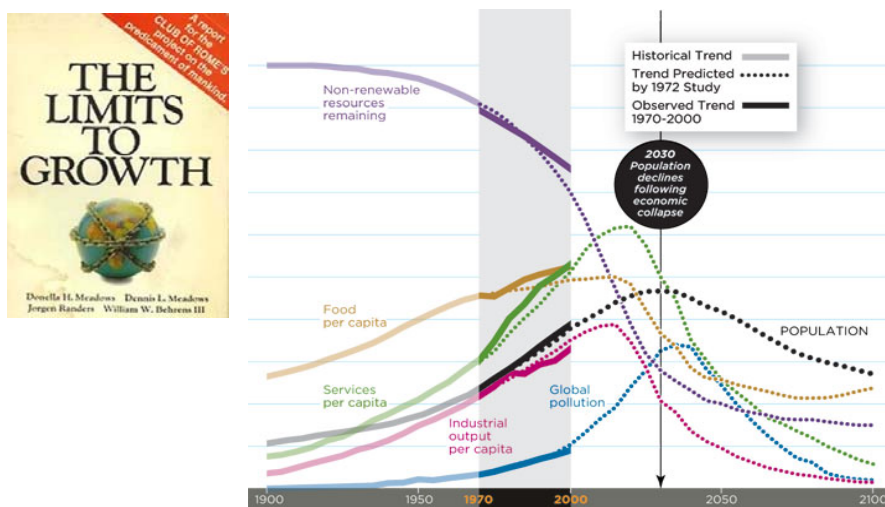 A report
for the
CLUB OF ROME'S
project on the
predicament of mankind.
THE
LIMITS
TO
GROWTH
Donella H. Meadows Dennis L. Meadows
Jorgen Randers William W. Behrens III
Historical Trend
Trend Predicted
by 1972 Study
Observed Trend
1970-2000
Non-renewable
resources
remaining
2030
Population
declines
following
economic
collapse
Food
per capita
POPULATION
Services
per capita
Global
pollution
Industrial
output
per capita
1900 1950 1970 2000 2050 2100